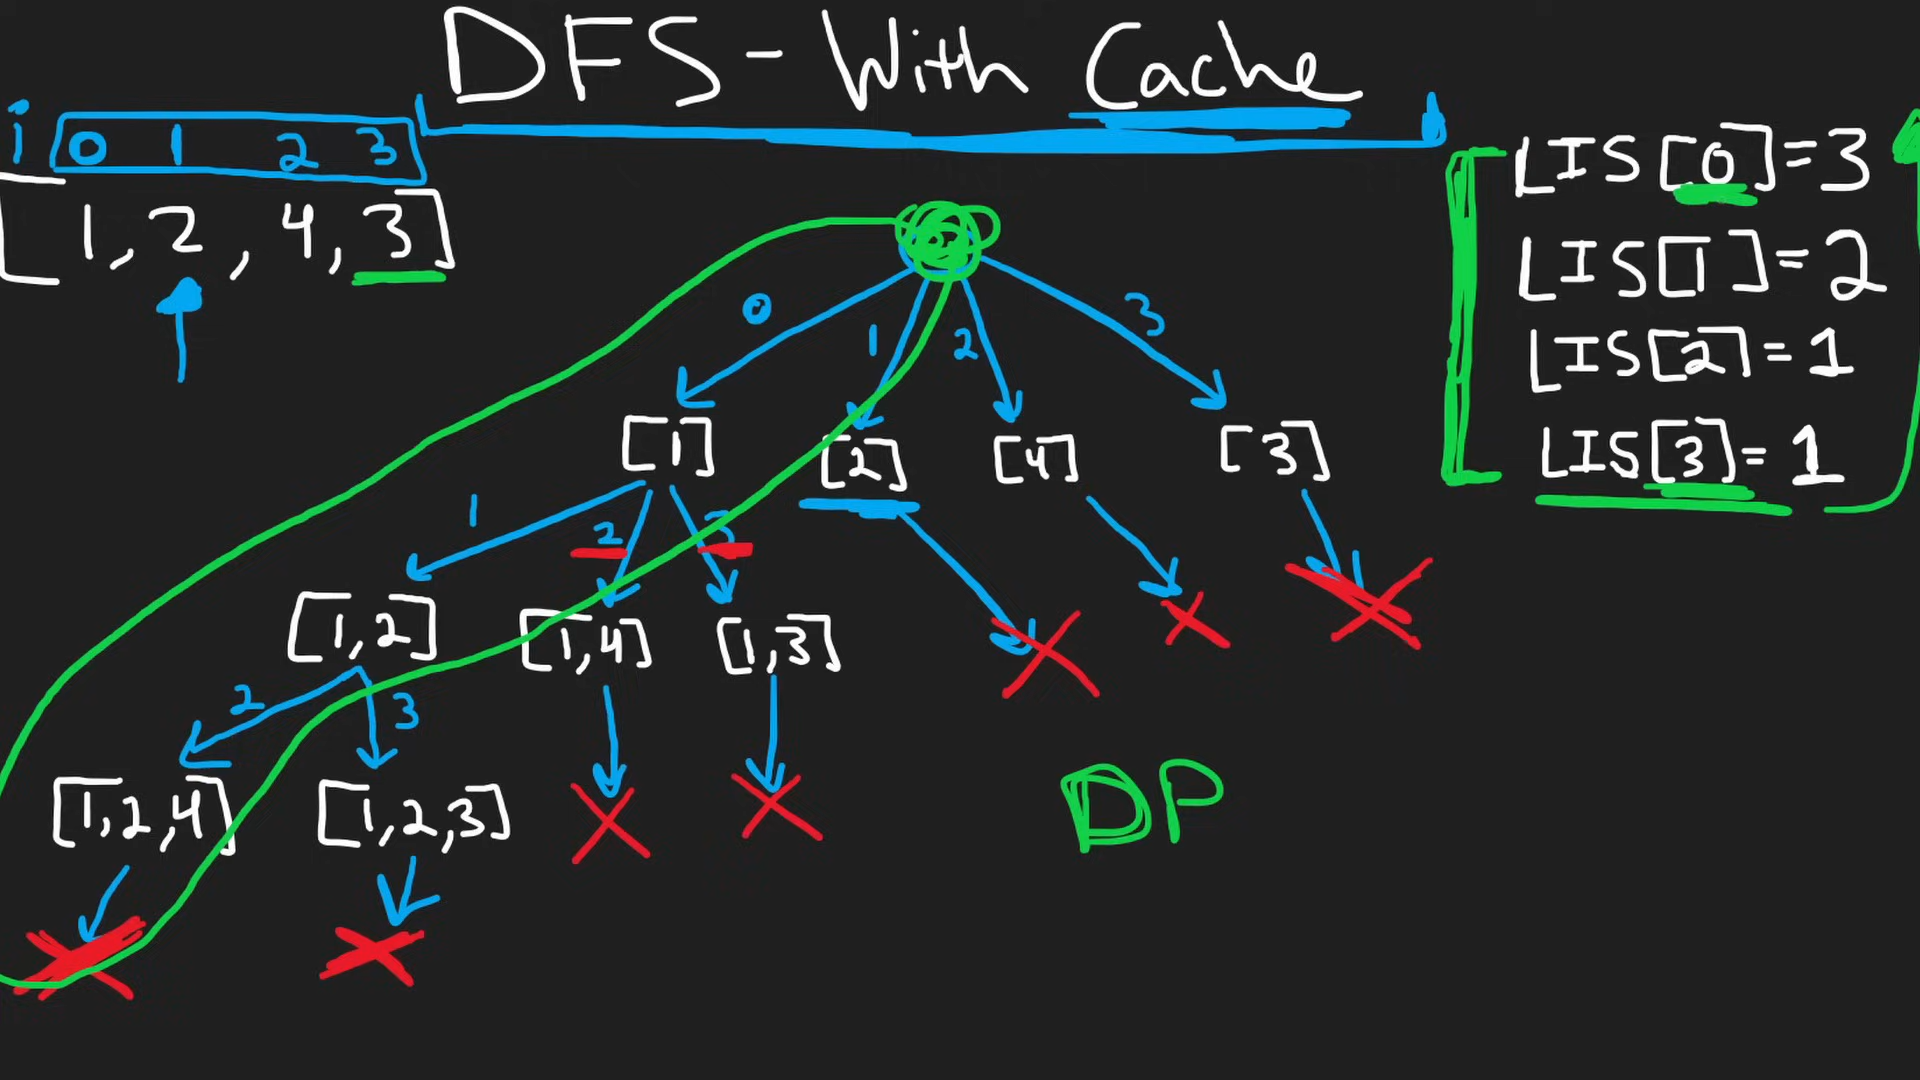 DFS - With Cache
i 0 1 2 3
[1, 2, 4, 3]
LIS[0] = 3
LIS[1] = 2
LIS[2] = 1
LIS[3] = 1
0 1 2 3
[1] [2] [4] [3]
1 2 3
[1,2] [1,4] [1,3]
2 3
[1,2,4] [1,2,3]
DP